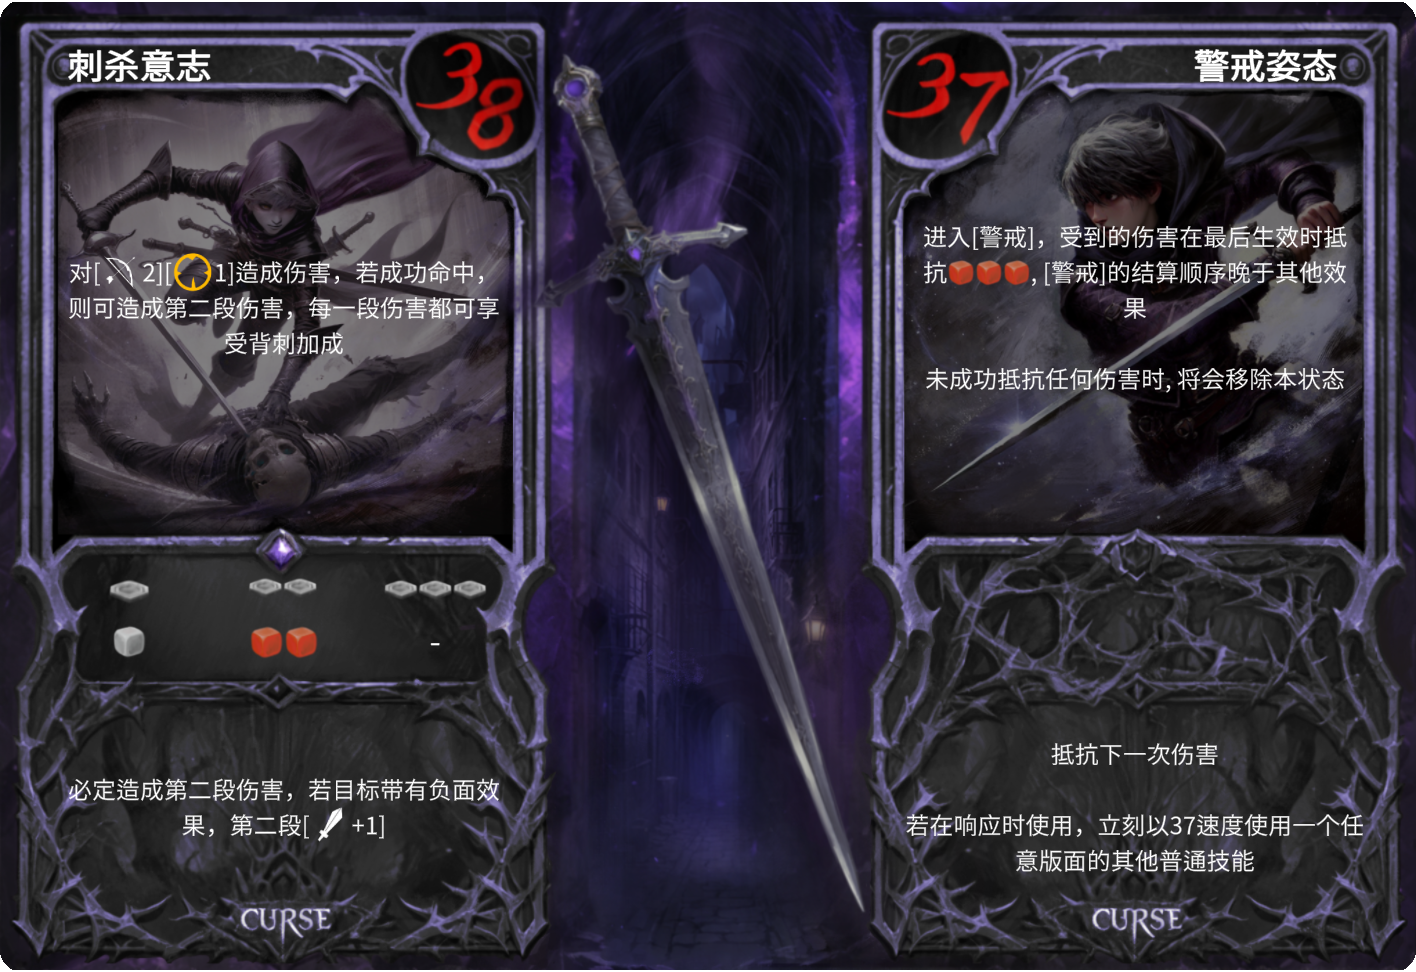 刺杀意志
38
对[ 2][ 1]造成伤害，若成功命中，
则可造成第二段伤害，每一段伤害都可享
受背刺加成
-
必定造成第二段伤害，若目标带有负面效
果，第二段[ +1]
CURSE
37
警戒姿态
进入[警戒]，受到的伤害在最后生效时抵
抗 , [警戒]的结算顺序晚于其他效
果
未成功抵抗任何伤害时, 将会移除本状态
抵抗下一次伤害
若在响应时使用，立刻以37速度使用一个任
意版面的其他普通技能
CURSE